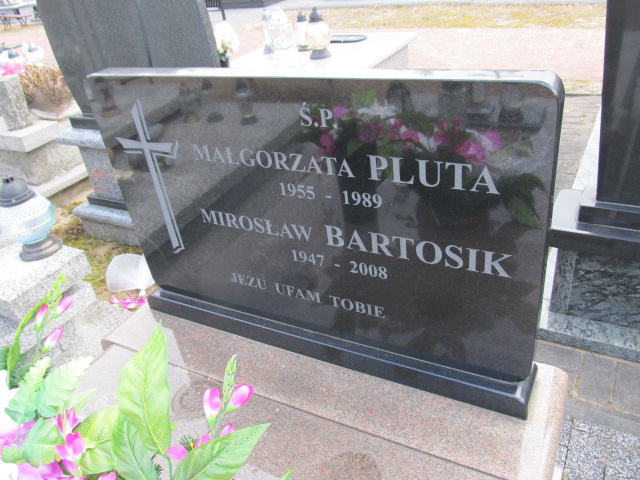 Ś.P.
MAŁGORZATA PLUTA
1955 - 1989
MIROSŁAW BARTOSIK
1947 - 2008
JEZU UFAM TOBIE